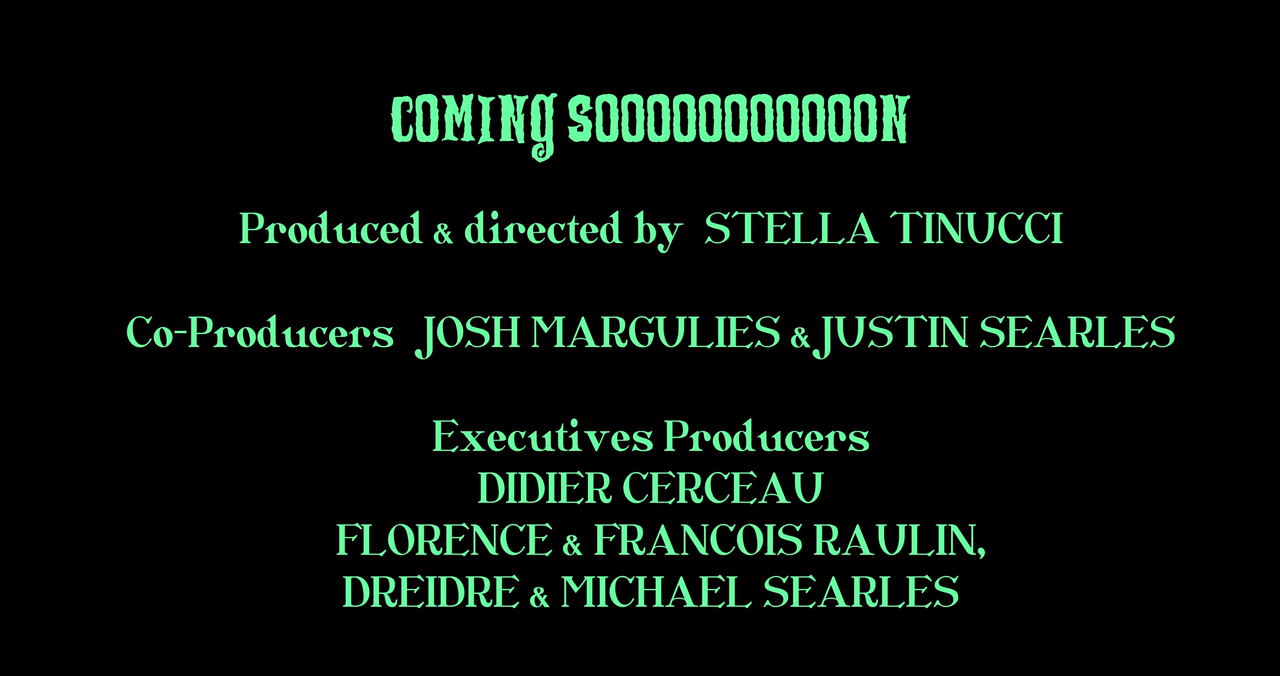 COMING SOOOOOOOOOOON
Produced & directed by STELLA TINUCCI
Co-Producers JOSH MARGULIES & JUSTIN SEARLES
Executives Producers
DIDIER CERCEAU
FLORENCE & FRANCOIS RAULIN,
DREIDRE & MICHAEL SEARLES